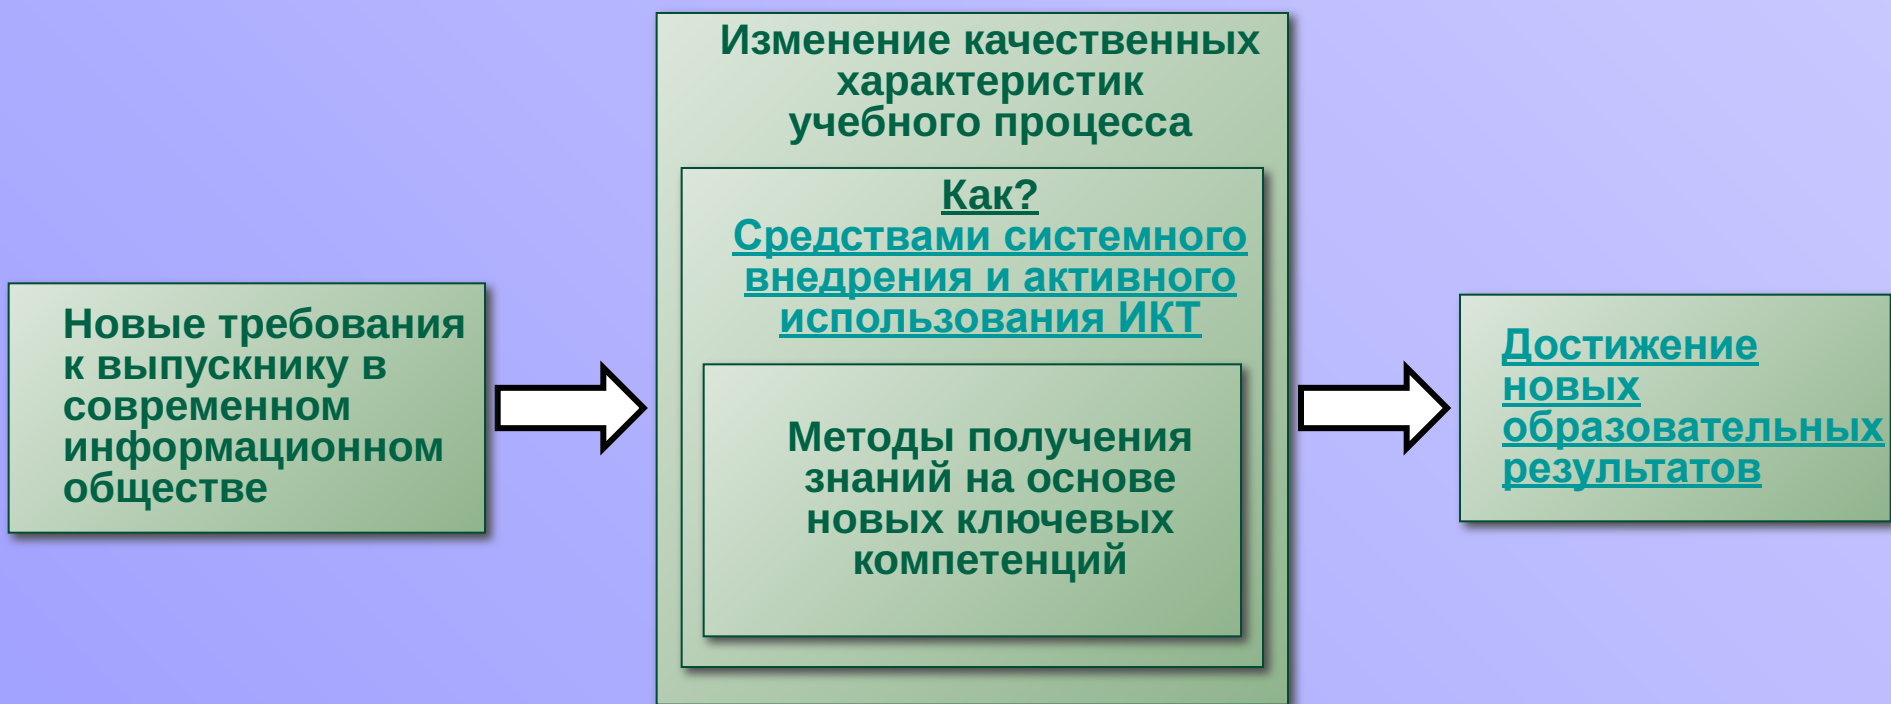 Новые требования
к выпускнику в
современном
информационном
обществе
Изменение качественных
характеристик
учебного процесса
Как?
Средствами системного
внедрения и активного
использования ИКТ
Методы получения
знаний на основе
новых ключевых
компетенций
Достижение
новых
образовательных
результатов